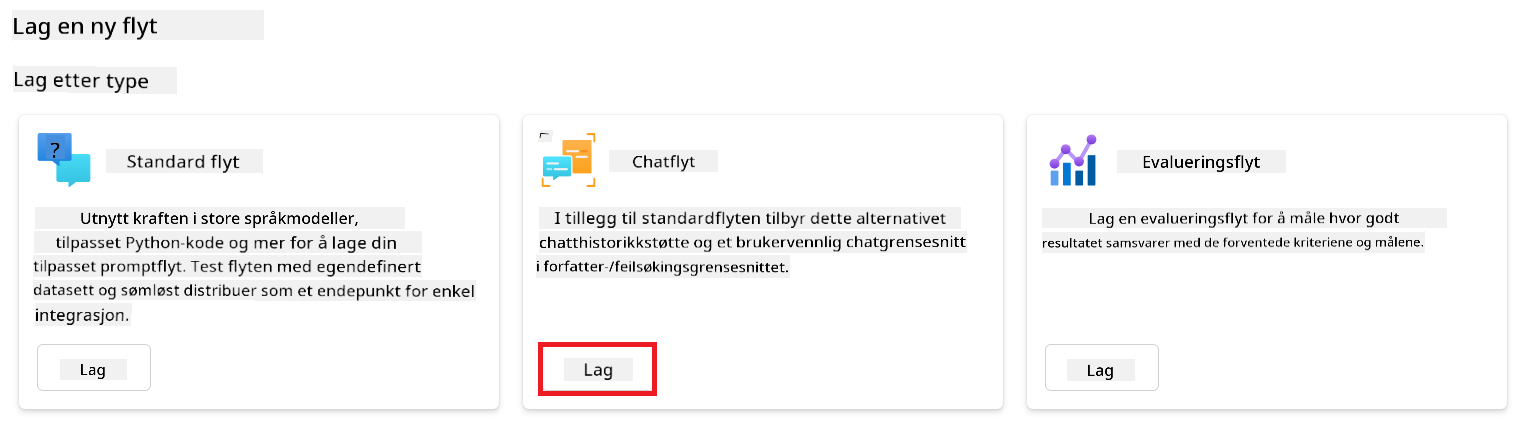 Lag en ny flyt
Lag etter type
?
Standard flyt
Utnytt kraften i store språkmodeller,
tilpasset Python-kode og mer for å lage din
tilpasset promptflyt. Test flyten med egendefinert
datasett og sømløst distribuer som et endepunkt for enkel
integrasjon.
Lag
Chatflyt
I tillegg til standardflyten tilbyr dette alternativet
chatthistorikkstøtte og et brukervennlig chatgrensesnitt
i forfatter-/feilsøkingsgrensesnittet.
Lag
Evalueringsflyt
Lag en evalueringsflyt for å måle hvor godt
resultatet samsvarer med de forventede kriteriene og målene.
Lag